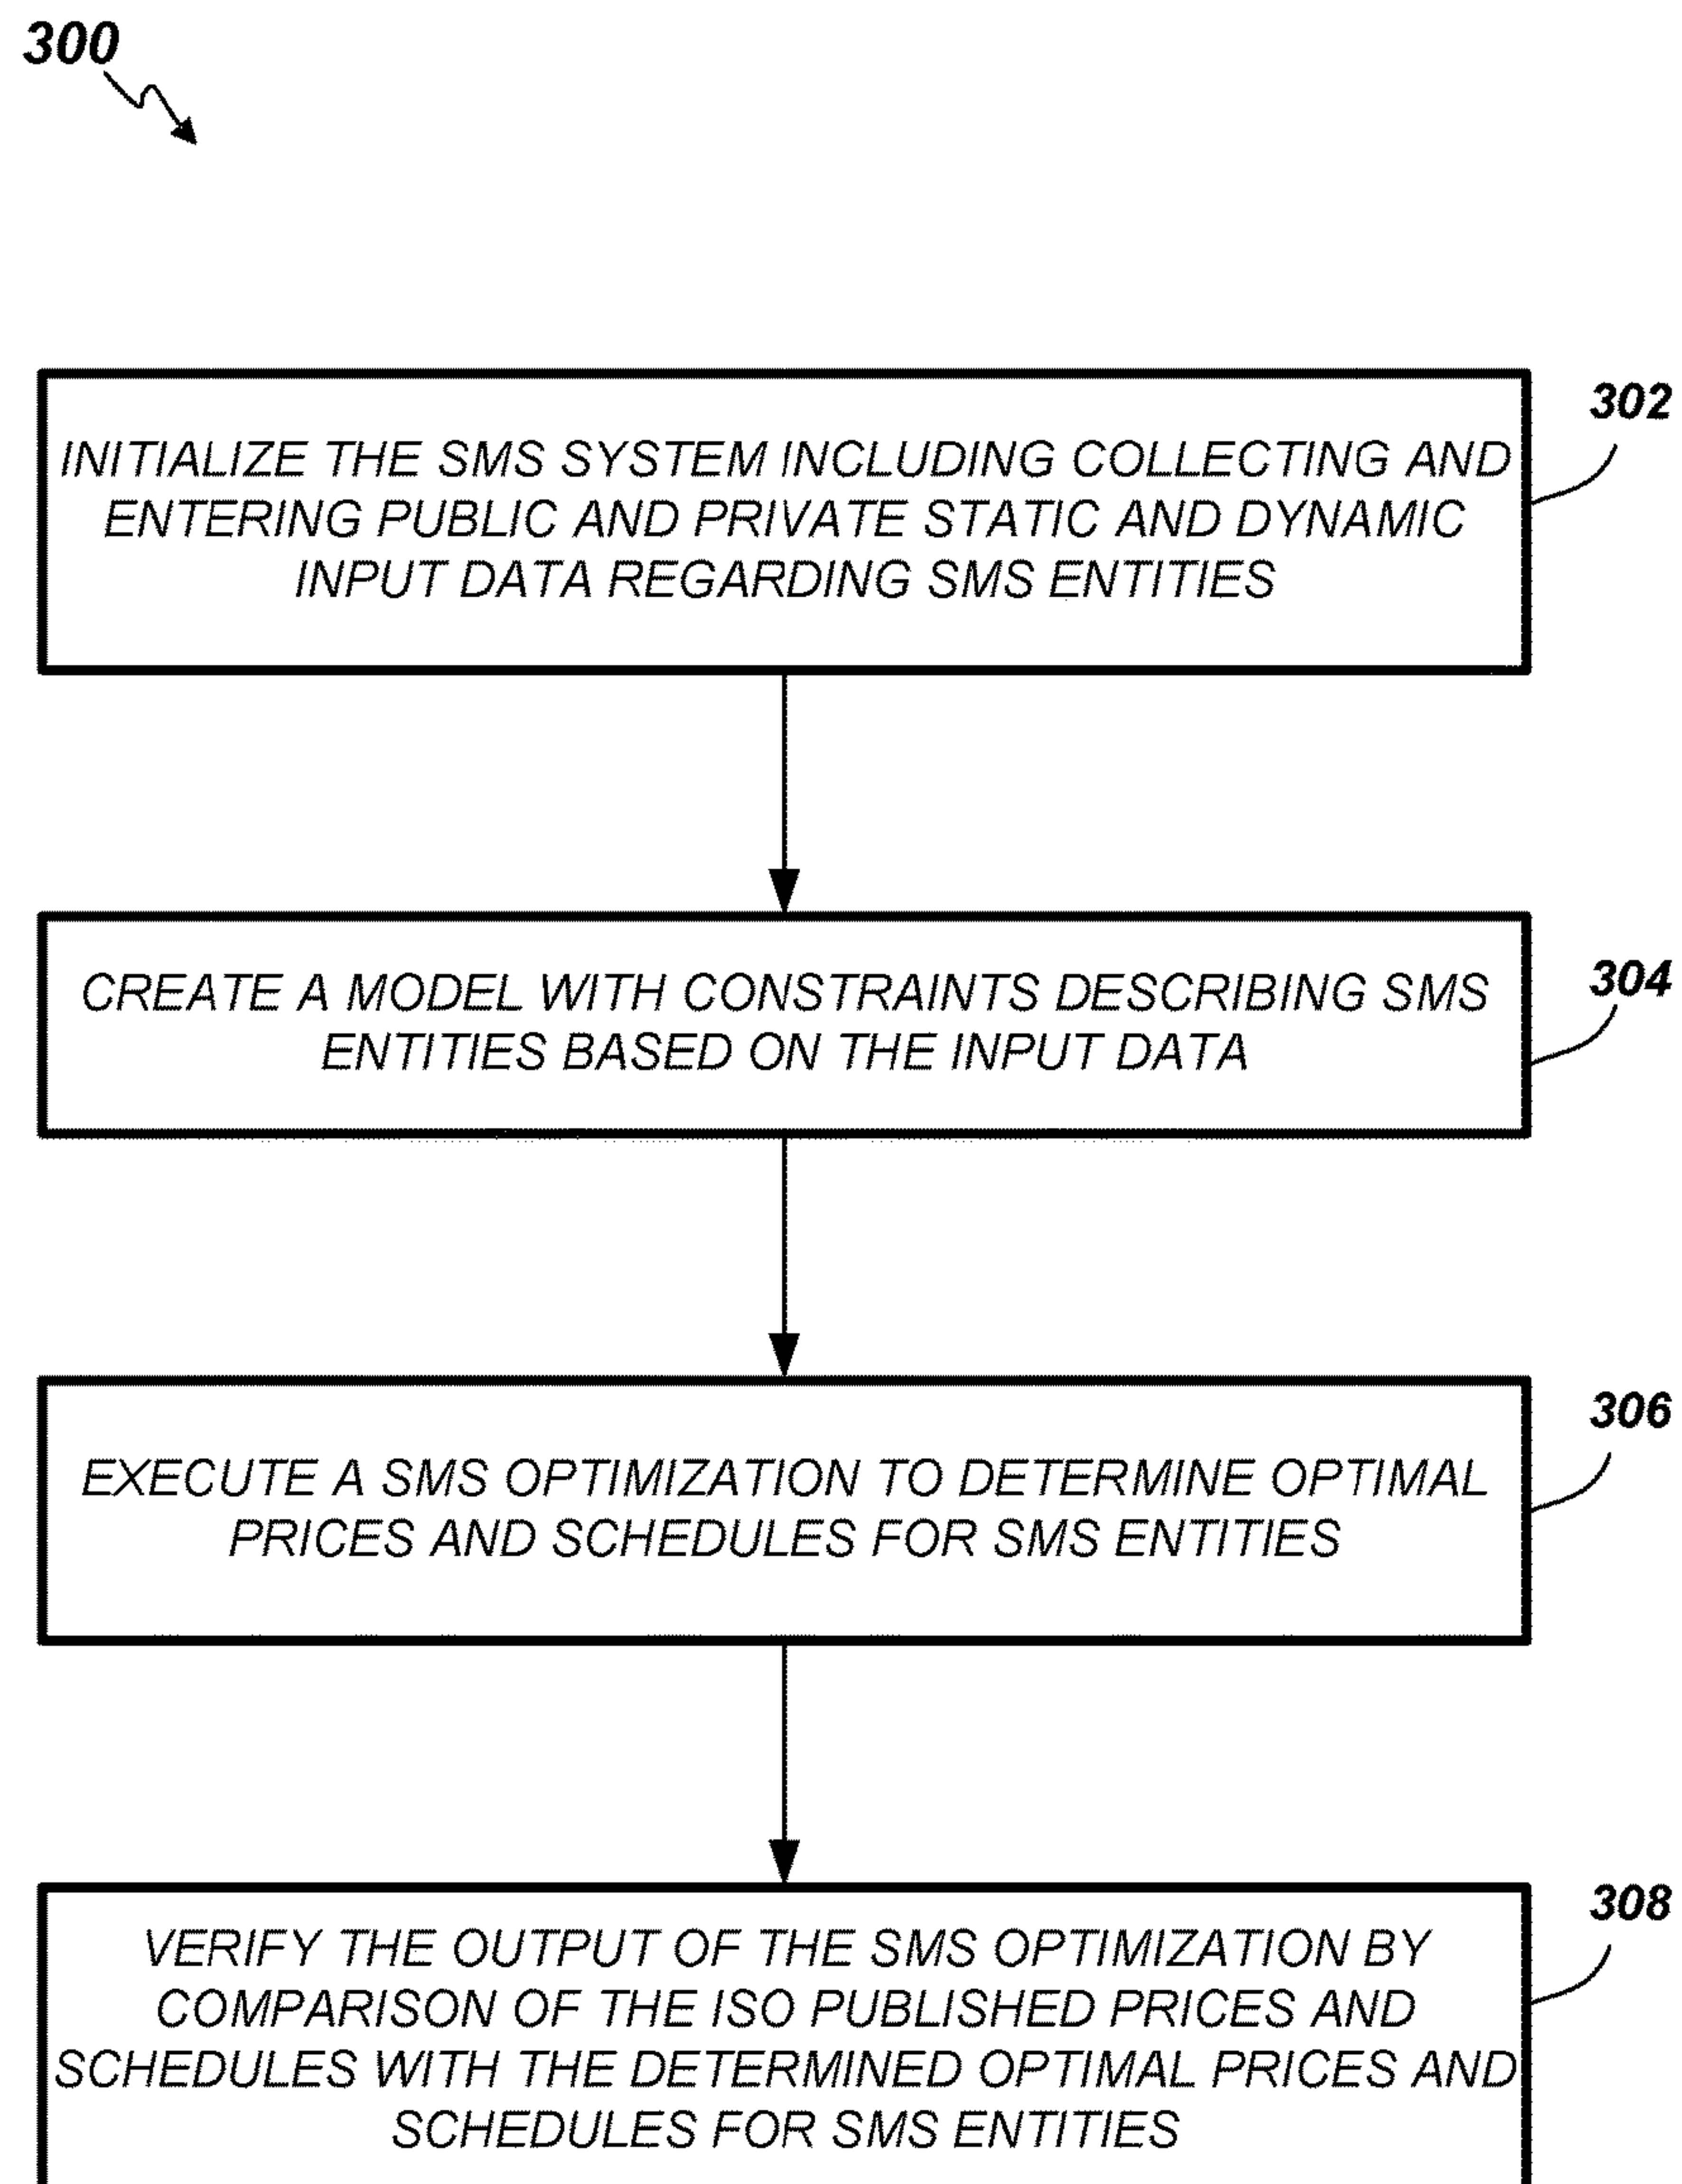 300
302
INITIALIZE THE SMS SYSTEM INCLUDING COLLECTING AND
ENTERING PUBLIC AND PRIVATE STATIC AND DYNAMIC
INPUT DATA REGARDING SMS ENTITIES
304
CREATE A MODEL WITH CONSTRAINTS DESCRIBING SMS
ENTITIES BASED ON THE INPUT DATA
306
EXECUTE A SMS OPTIMIZATION TO DETERMINE OPTIMAL
PRICES AND SCHEDULES FOR SMS ENTITIES
308
VERIFY THE OUTPUT OF THE SMS OPTIMIZATION BY
COMPARISON OF THE ISO PUBLISHED PRICES AND
SCHEDULES WITH THE DETERMINED OPTIMAL PRICES AND
SCHEDULES FOR SMS ENTITIES